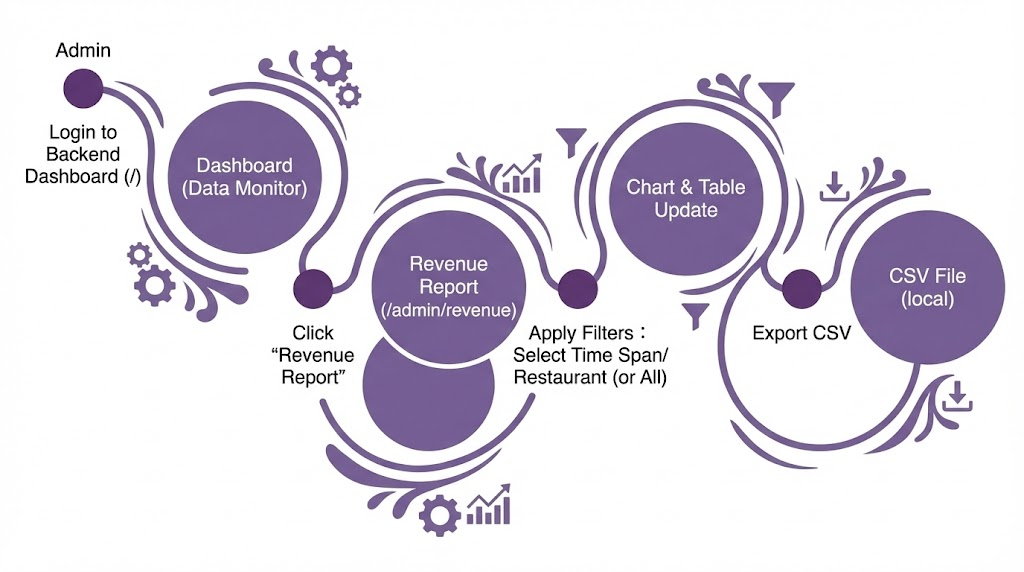 Admin
Login to
Backend
Dashboard (/)
Dashboard
(Data Monitor)
Click
“Revenue
Report”
Revenue
Report
(/admin/revenue)
Apply Filters：
Select Time Span/
Restaurant (or All)
Chart & Table
Update
Export CSV
CSV File
(local)